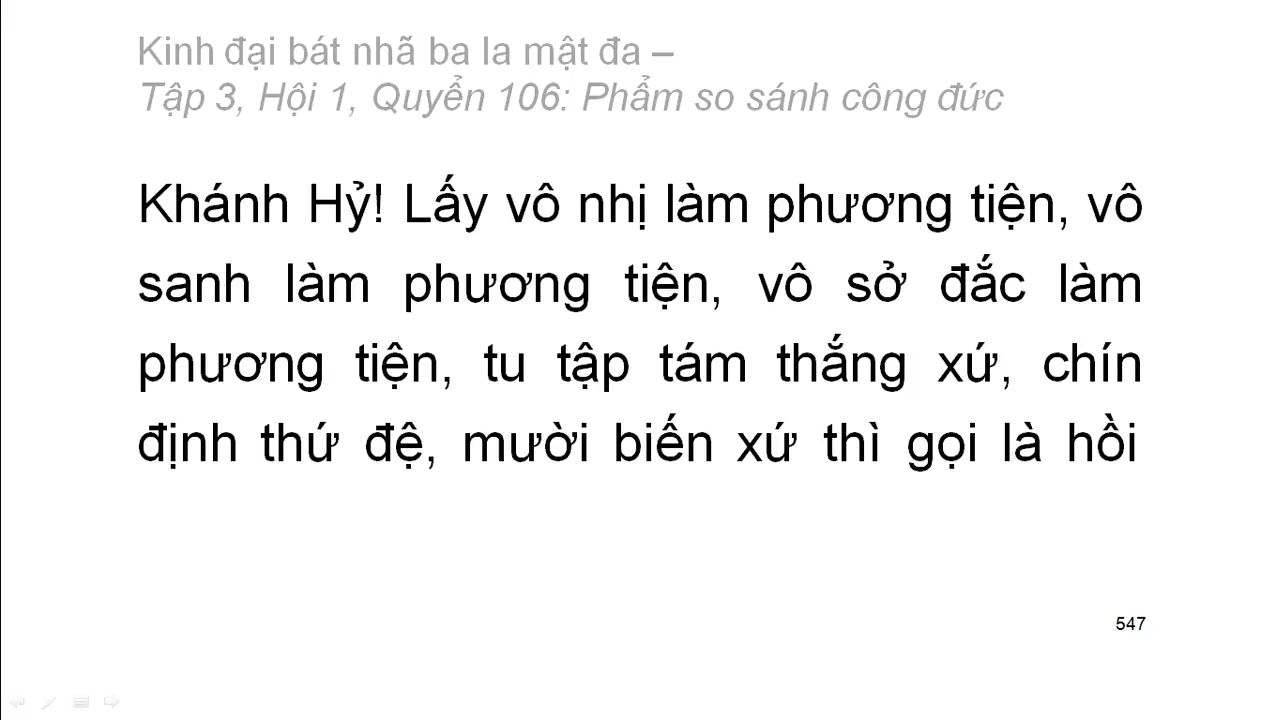 Kinh đại bát nhã ba la mật đa –
Tập 3, Hội 1, Quyển 106: Phẩm so sánh công đức
Khánh Hỷ! Lấy vô nhị làm phương tiện, vô
sanh làm phương tiện, vô sở đắc làm
phương tiện, tu tập tám thắng xứ, chín
định thứ đệ, mười biến xứ thì gọi là hồi
547